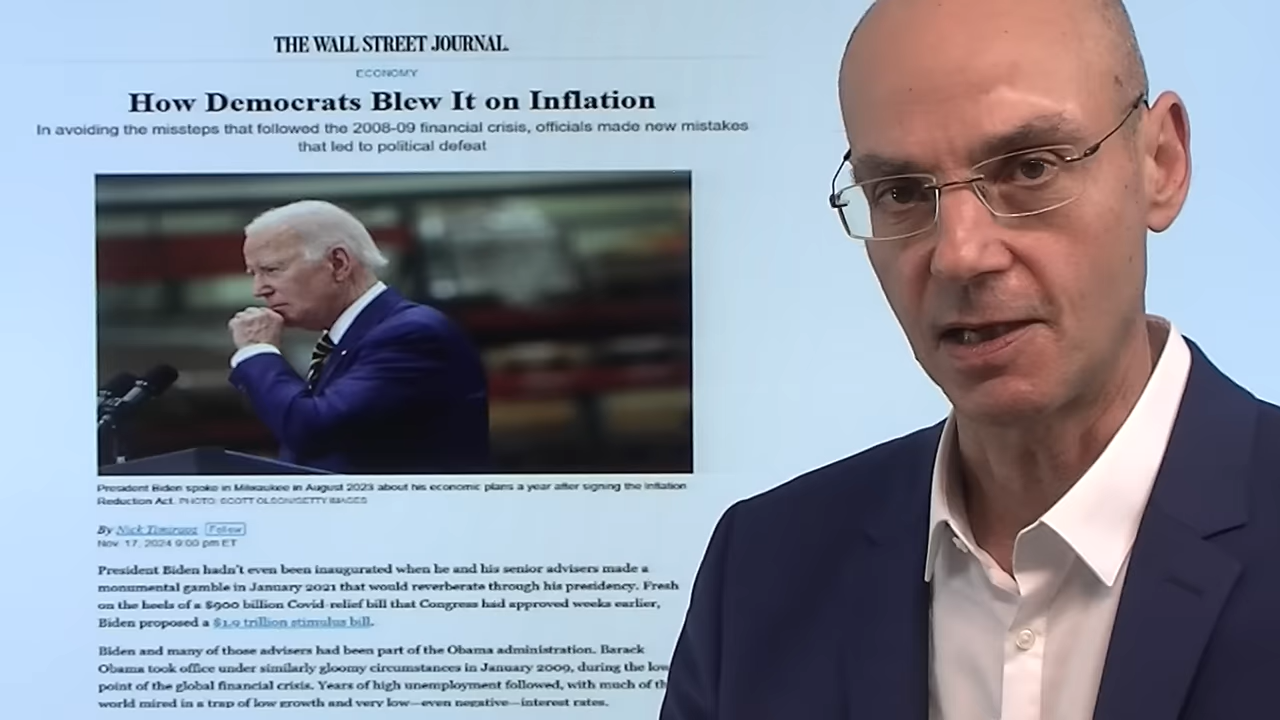 THE WALL STREET JOURNAL.
ECONOMY
How Democrats Blew It on Inflation
In avoiding the missteps that followed the 2008-09 financial crisis, officials made new mistakes
that led to political defeat
President Biden spoke in Milwaukee in August 2023 about his economic plans a year after signing the Inflation
Reduction Act. PHOTO: SCOTT OLSON/GETTY IMAGES
By Nick Timiraos Follow
Nov. 17, 2024 9:00 pm ET
President Biden hadn't even been inaugurated when he and his senior advisers made a
monumental gamble in January 2021 that would reverberate through his presidency. Fresh
on the heels of a $900 billion Covid-relief bill that Congress had approved weeks earlier,
Biden proposed a $1.9 trillion stimulus bill.
Biden and many of those advisers had been part of the Obama administration. Barack
Obama took office under similarly gloomy circumstances in January 2009, during the low
point of the global financial crisis. Years of high unemployment followed, with much of th
world mired in a trap of low growth and very low—even negative—interest rates.